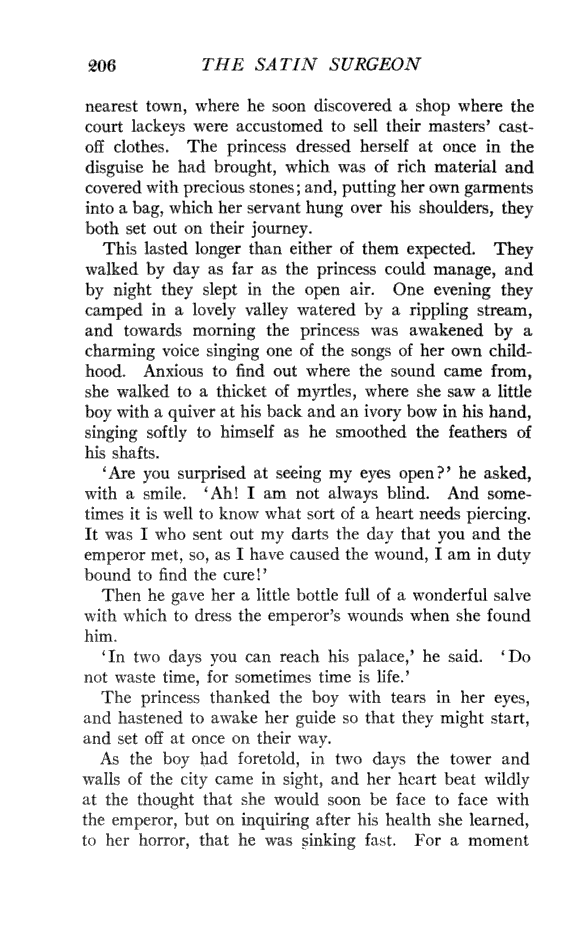 206 THE SATIN SURGEON
nearest town, where he soon discovered a shop where the
court lackeys were accustomed to sell their masters' cast-
off clothes. The princess dressed herself at once in the
disguise he had brought, which was of rich material and
covered with precious stones; and, putting her own garments
into a bag, which her servant hung over his shoulders, they
both set out on their journey.
This lasted longer than either of them expected. They
walked by day as far as the princess could manage, and
by night they slept in the open air. One evening they
camped in a lovely valley watered by a rippling stream,
and towards morning the princess was awakened by a
charming voice singing one of the songs of her own child-
hood. Anxious to find out where the sound came from,
she walked to a thicket of myrtles, where she saw a little
boy with a quiver at his back and an ivory bow in his hand,
singing softly to himself as he smoothed the feathers of
his shafts.
'Are you surprised at seeing my eyes open?' he asked,
with a smile. 'Ah! I am not always blind. And some-
times it is well to know what sort of a heart needs piercing.
It was I who sent out my darts the day that you and the
emperor met, so, as I have caused the wound, I am in duty
bound to find the cure!'
Then he gave her a little bottle full of a wonderful salve
with which to dress the emperor's wounds when she found
him.
'In two days you can reach his palace,' he said. 'Do
not waste time, for sometimes time is life.'
The princess thanked the boy with tears in her eyes,
and hastened to awake her guide so that they might start,
and set off at once on their way.
As the boy had foretold, in two days the tower and
walls of the city came in sight, and her heart beat wildly
at the thought that she would soon be face to face with
the emperor, but on inquiring after his health she learned,
to her horror, that he was sinking fast. For a moment